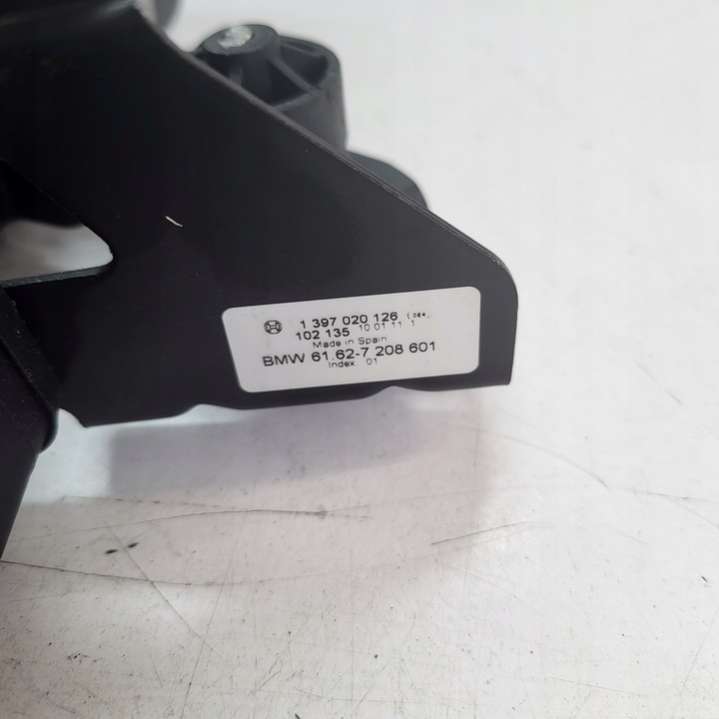 1 397 020 126
102 135 10 01 11 1
Made in Spain
BMW 61.62-7 208 601
Index 01